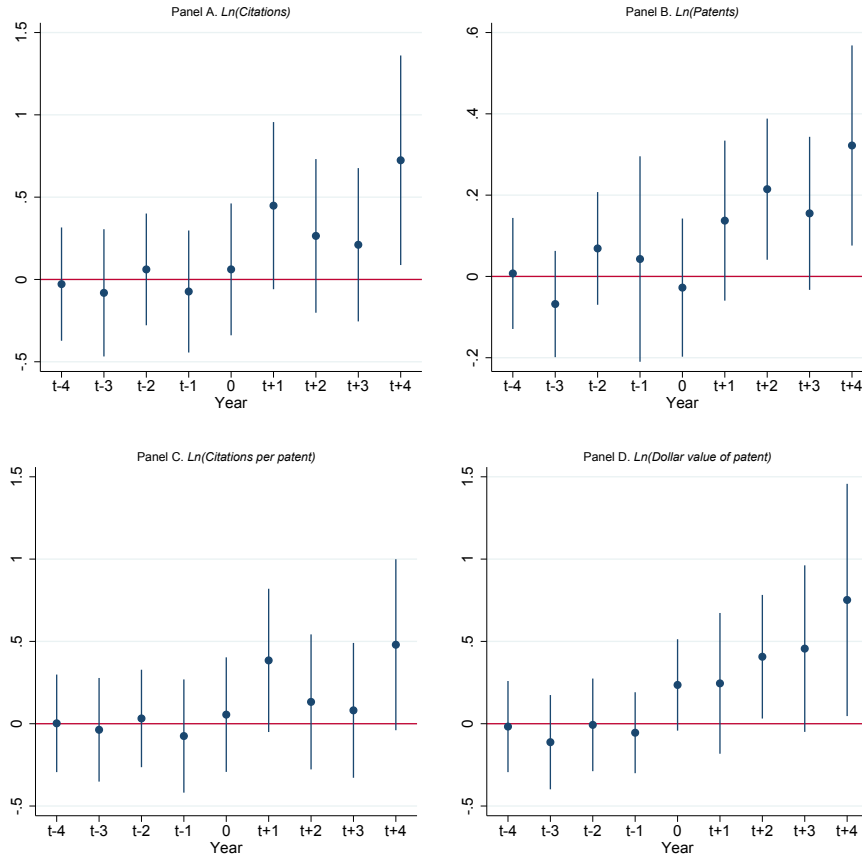 Panel A. Ln(Citations)
1.5
1
.5
0
-.5
t-4 t-3 t-2 t-1 0 t+1 t+2 t+3 t+4
Year
Panel B. Ln(Patents)
.6
.4
.2
0
-.2
t-4 t-3 t-2 t-1 0 t+1 t+2 t+3 t+4
Year
Panel C. Ln(Citations per patent)
1.5
1
.5
0
-.5
t-4 t-3 t-2 t-1 0 t+1 t+2 t+3 t+4
Year
Panel D. Ln(Dollar value of patent)
1.5
1
.5
0
-.5
t-4 t-3 t-2 t-1 0 t+1 t+2 t+3 t+4
Year